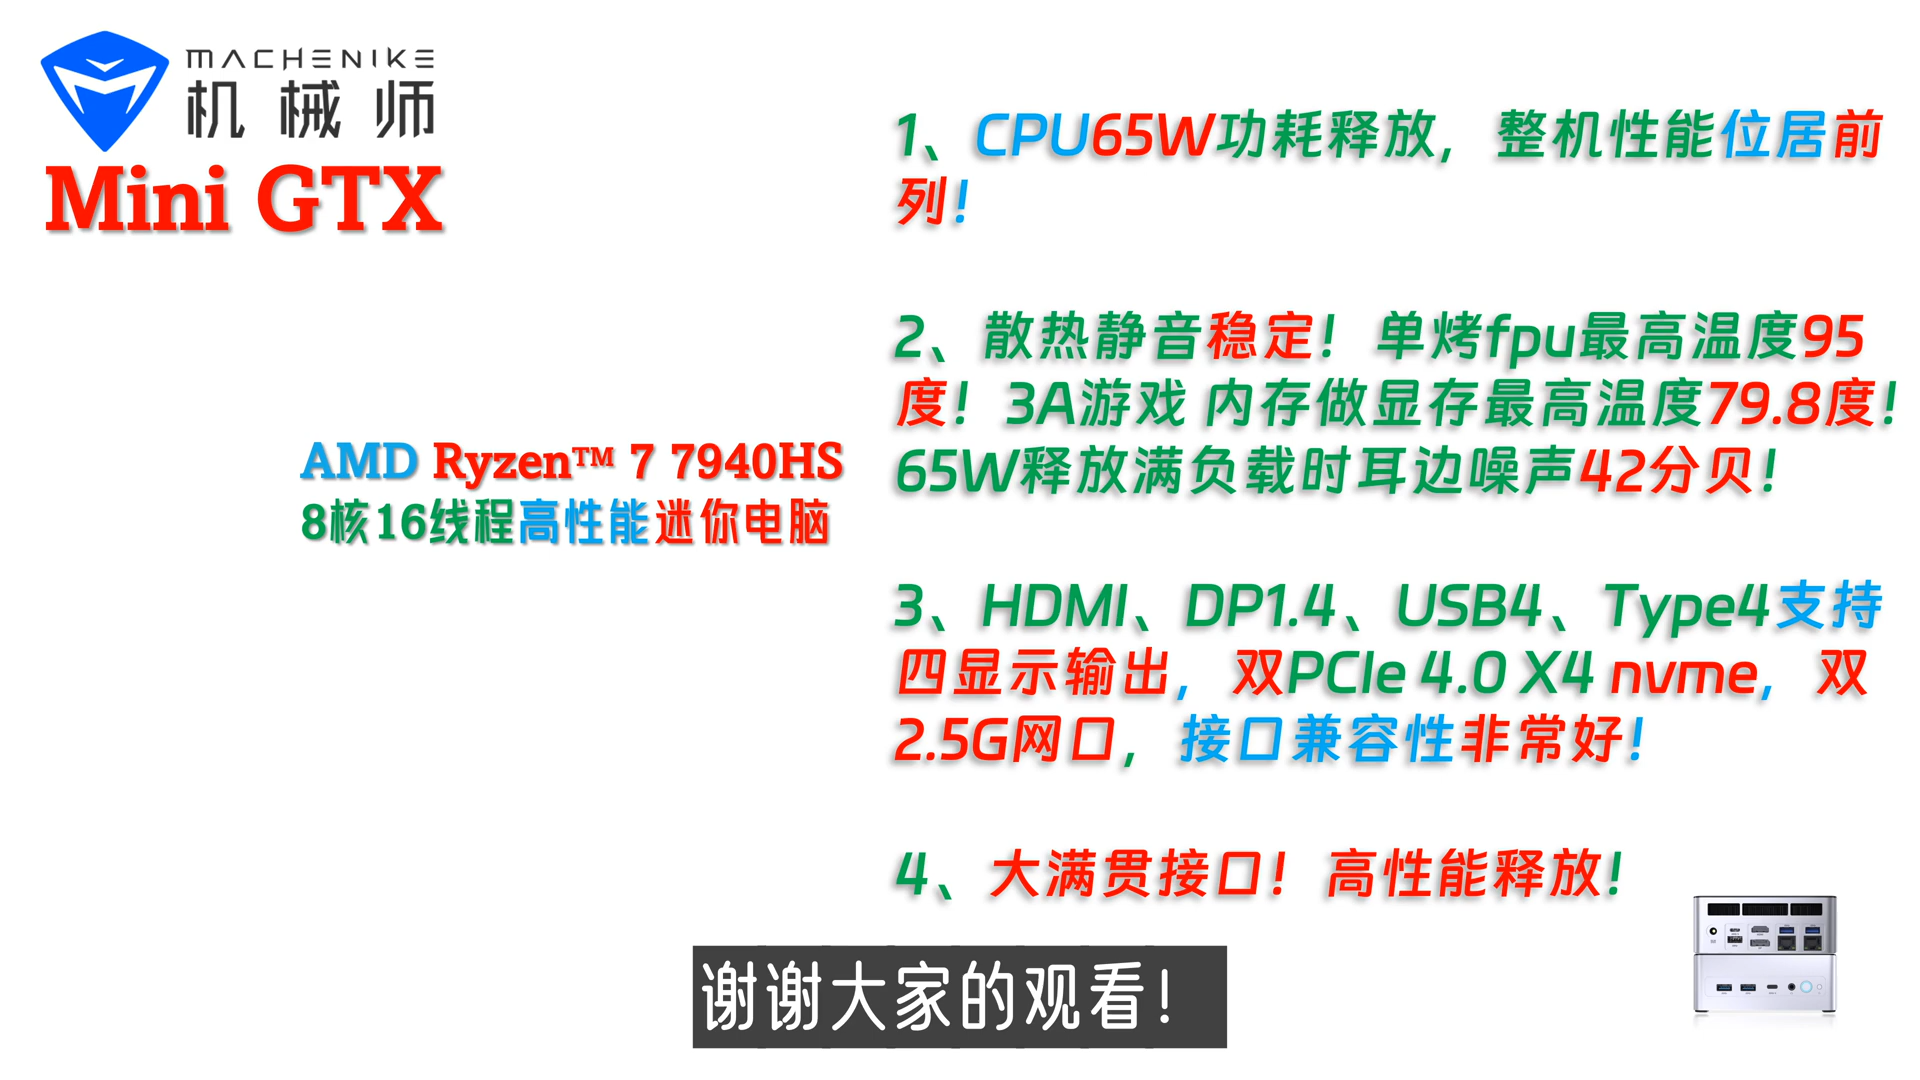 MACHENIKE
机械师
Mini GTX
AMD Ryzen™ 7 7940HS
8核16线程高性能迷你电脑
1、CPU65W功耗释放，整机性能位居前
列！
2、散热静音稳定！单烤fpu最高温度95
度！3A游戏 内存做显存最高温度79.8度！
65W释放满负载时耳边噪声42分贝！
3、HDMI、DP1.4、USB4、Type4支持
四显示输出，双PCIe 4.0 X4 nvme，双
2.5G网口，接口兼容性非常好！
4、大满贯接口！高性能释放！
谢谢大家的观看！